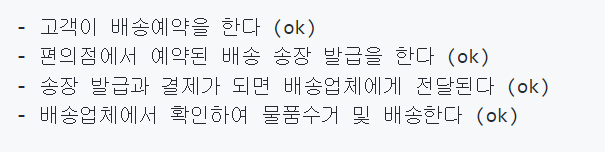 - 고객이 배송예약을 한다 (ok)
- 편의점에서 예약된 배송 송장 발급을 한다 (ok)
- 송장 발급과 결제가 되면 배송업체에게 전달된다 (ok)
- 배송업체에서 확인하여 물품수거 및 배송한다 (ok)